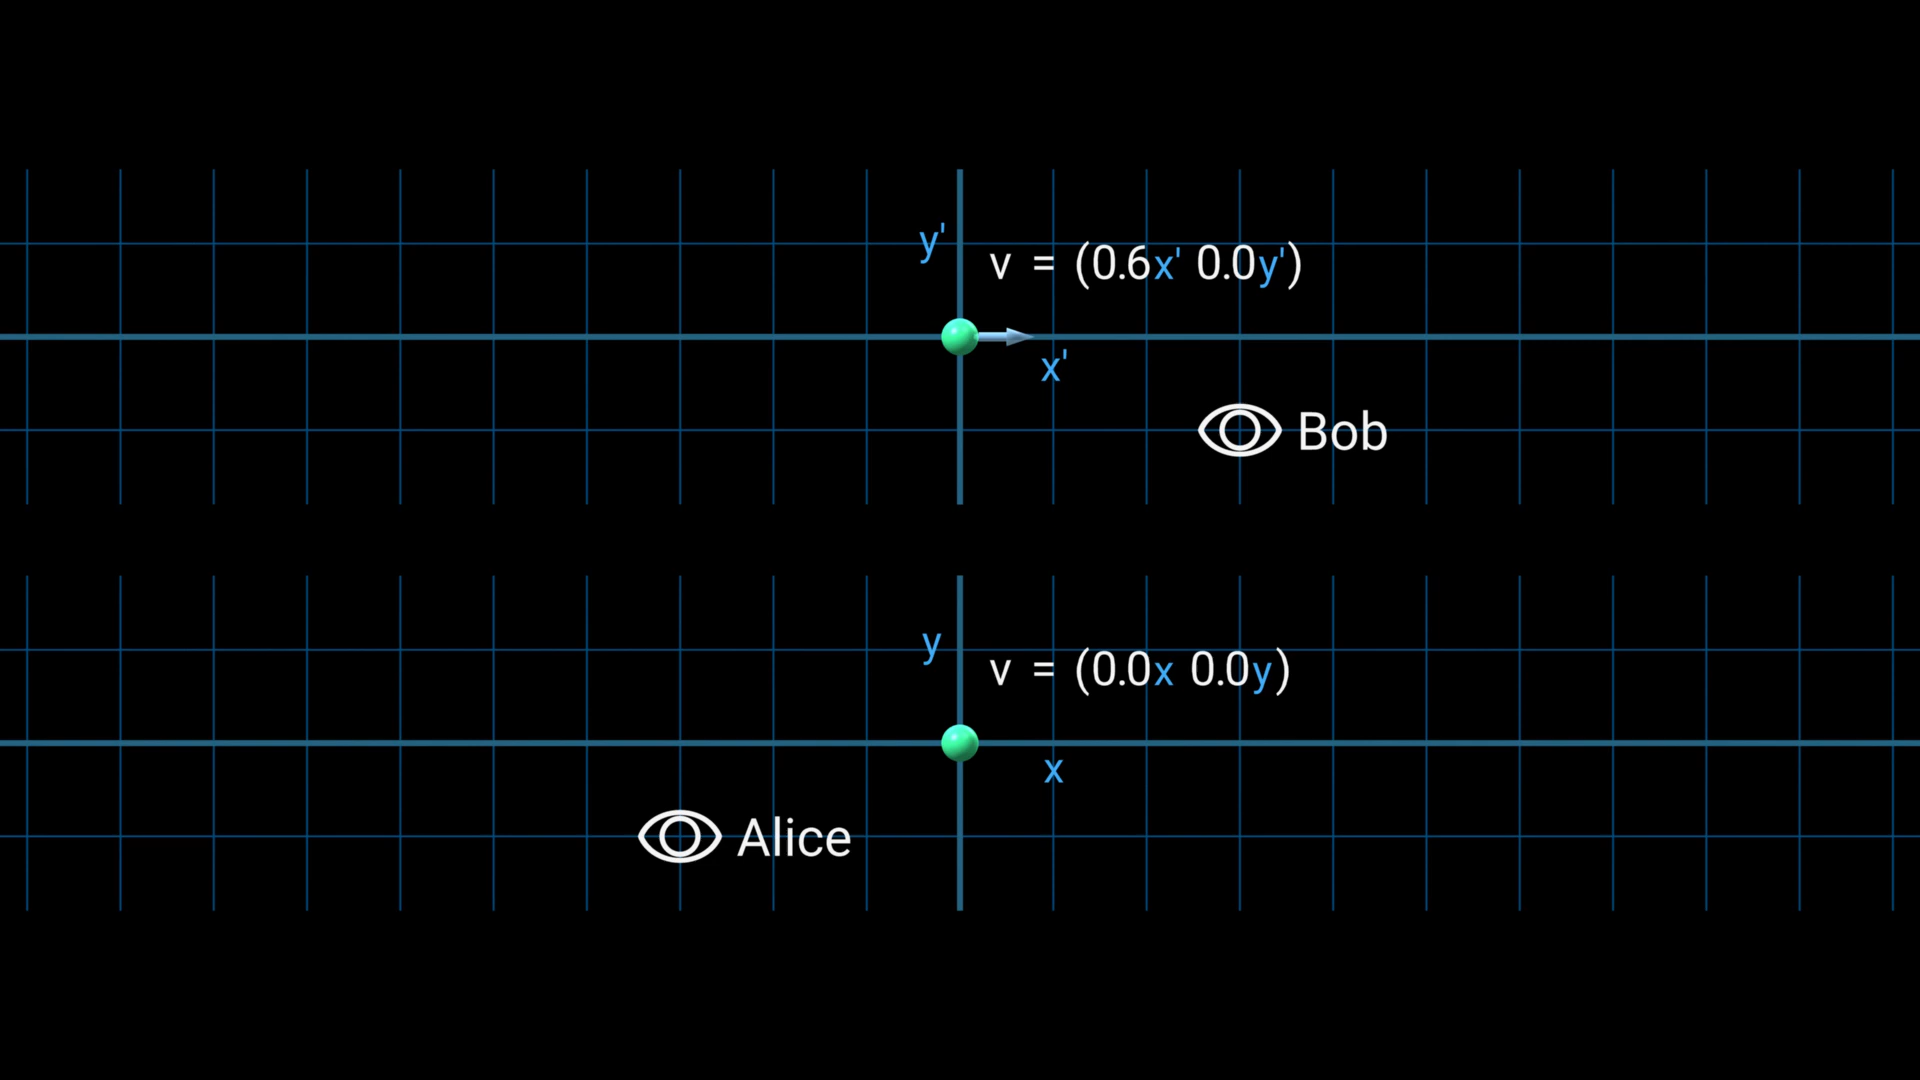 y'
v = (0.6x' 0.0y')
x'
Bob
y
v = (0.0x 0.0y)
x
Alice